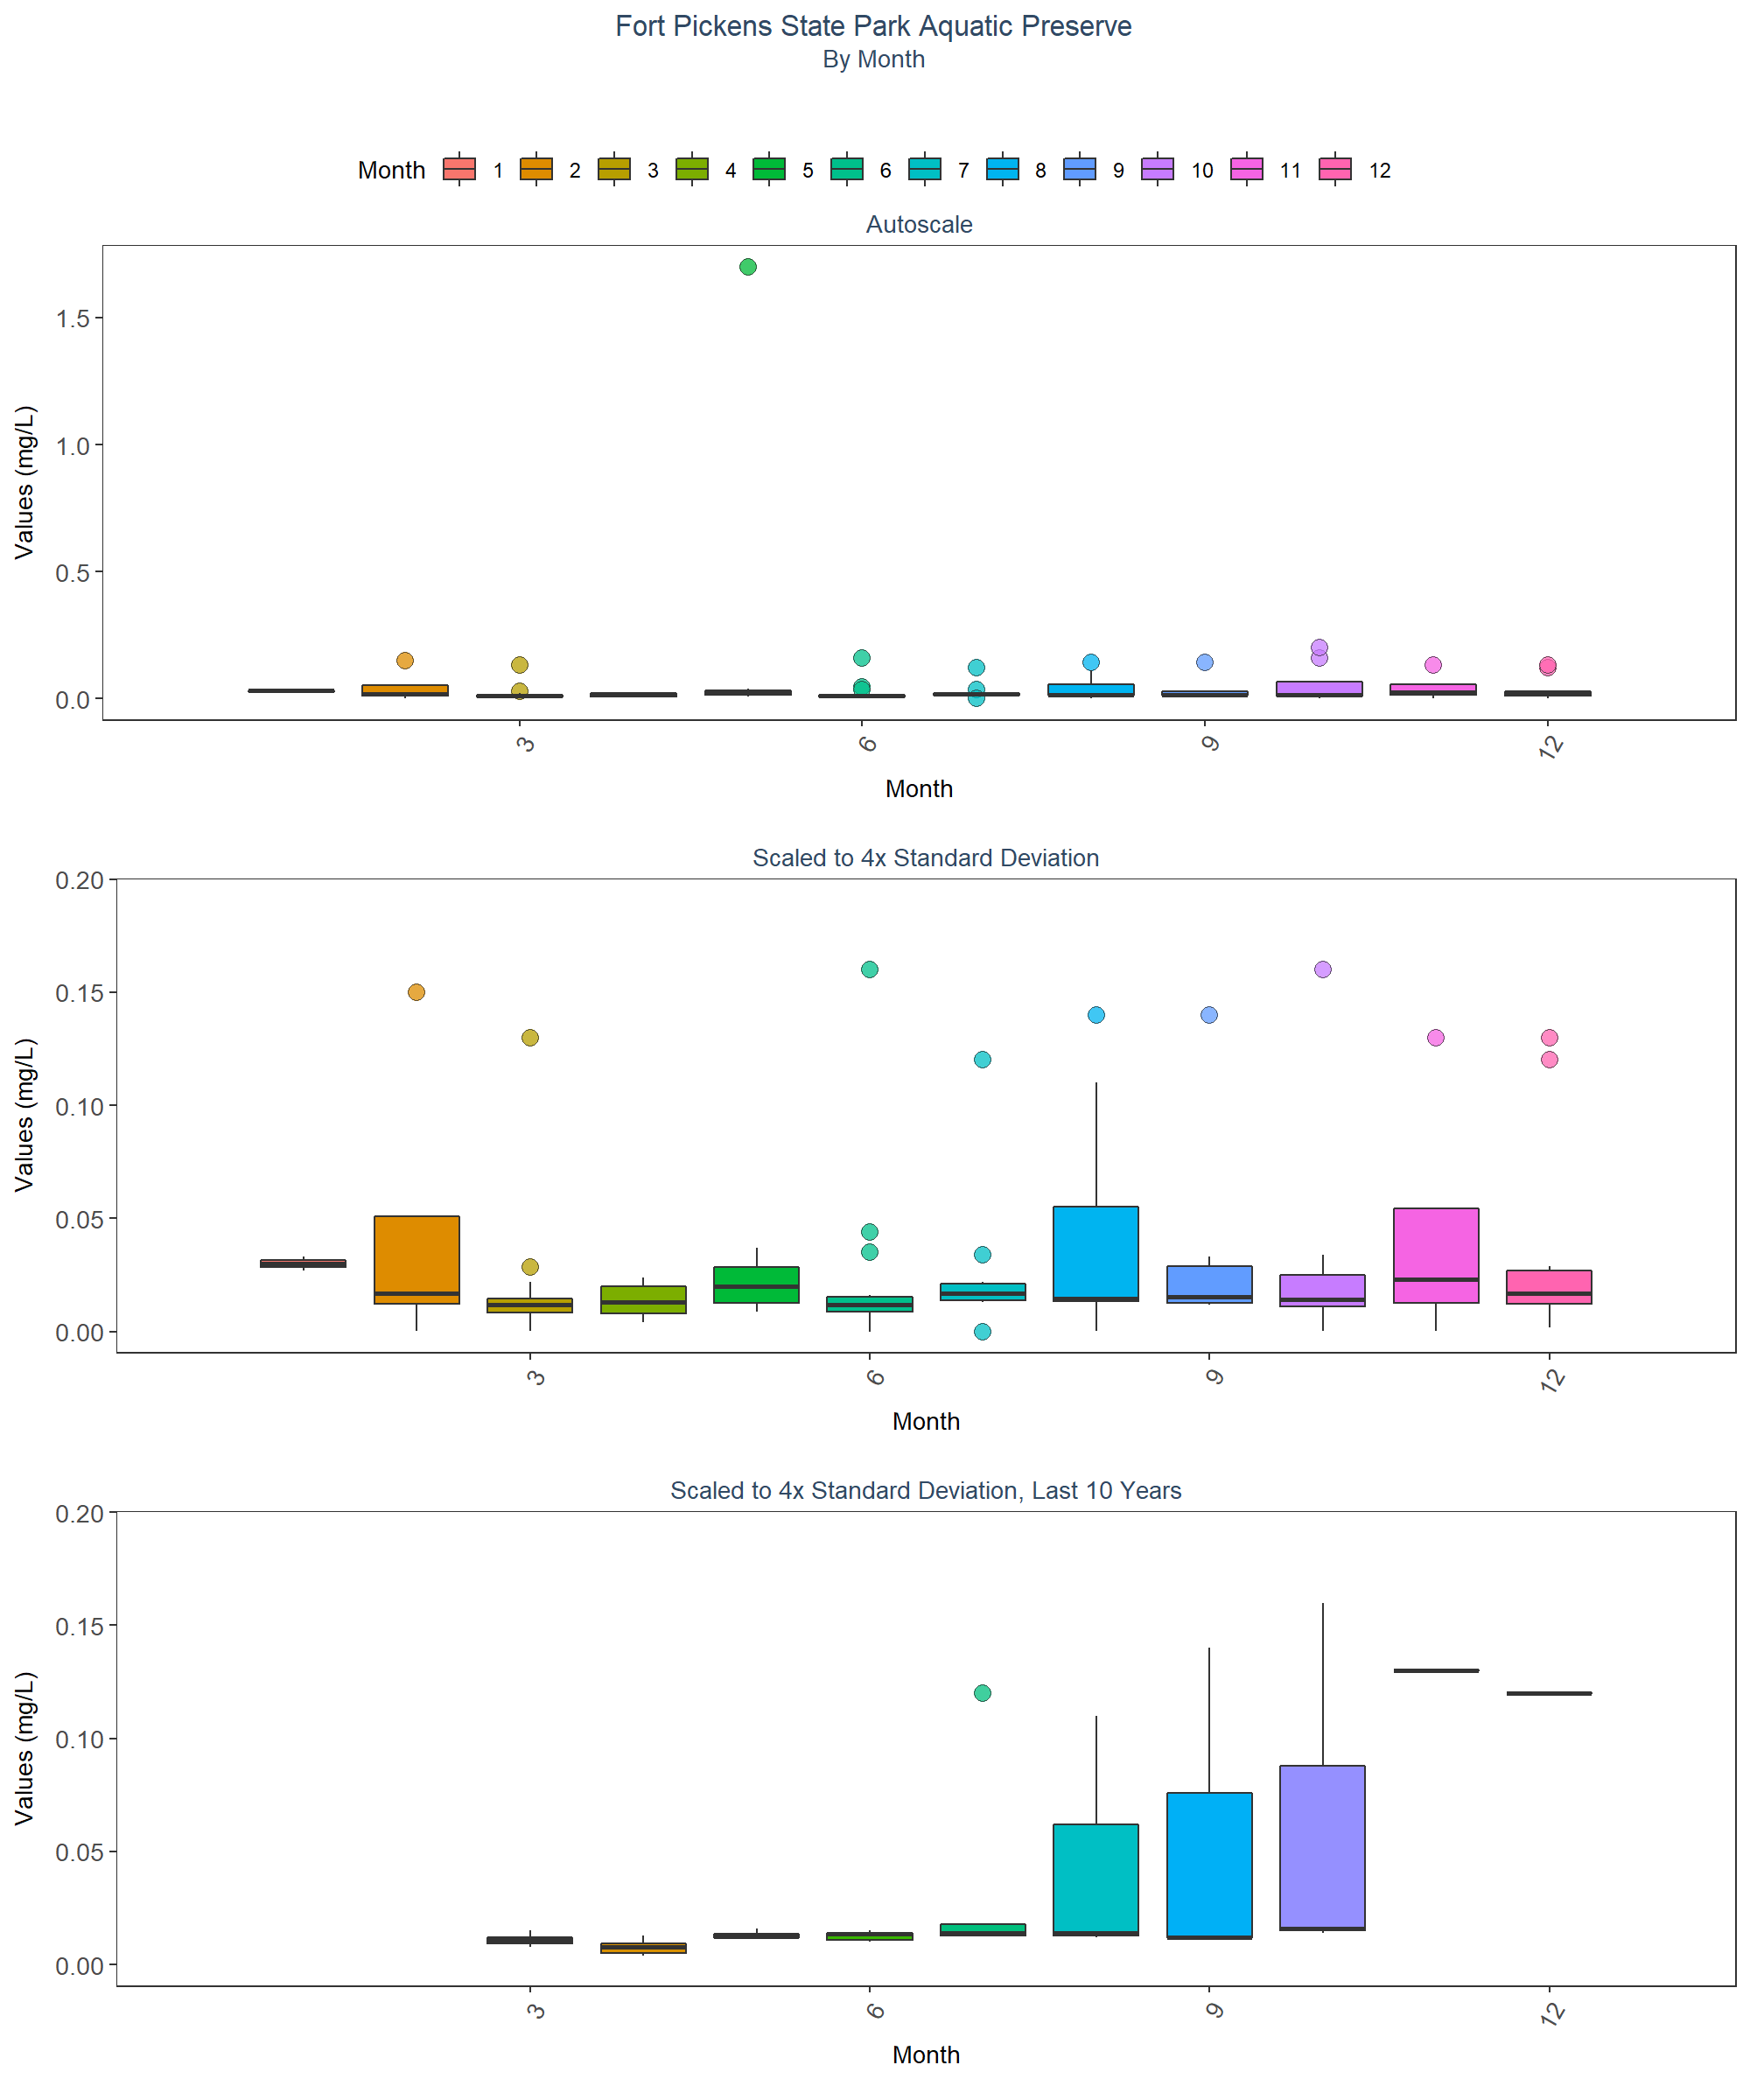 Fort Pickens State Park Aquatic Preserve
By Month
Month 1 2 3 4 5 6 7 8 9 10 11 12
Autoscale
Values (mg/L)
1.5
1.0
0.5
0.0
3 6 9 12
Month
Scaled to 4x Standard Deviation
Values (mg/L)
0.20
0.15
0.10
0.05
0.00
3 6 9 12
Month
Scaled to 4x Standard Deviation, Last 10 Years
Values (mg/L)
0.20
0.15
0.10
0.05
0.00
3 6 9 12
Month